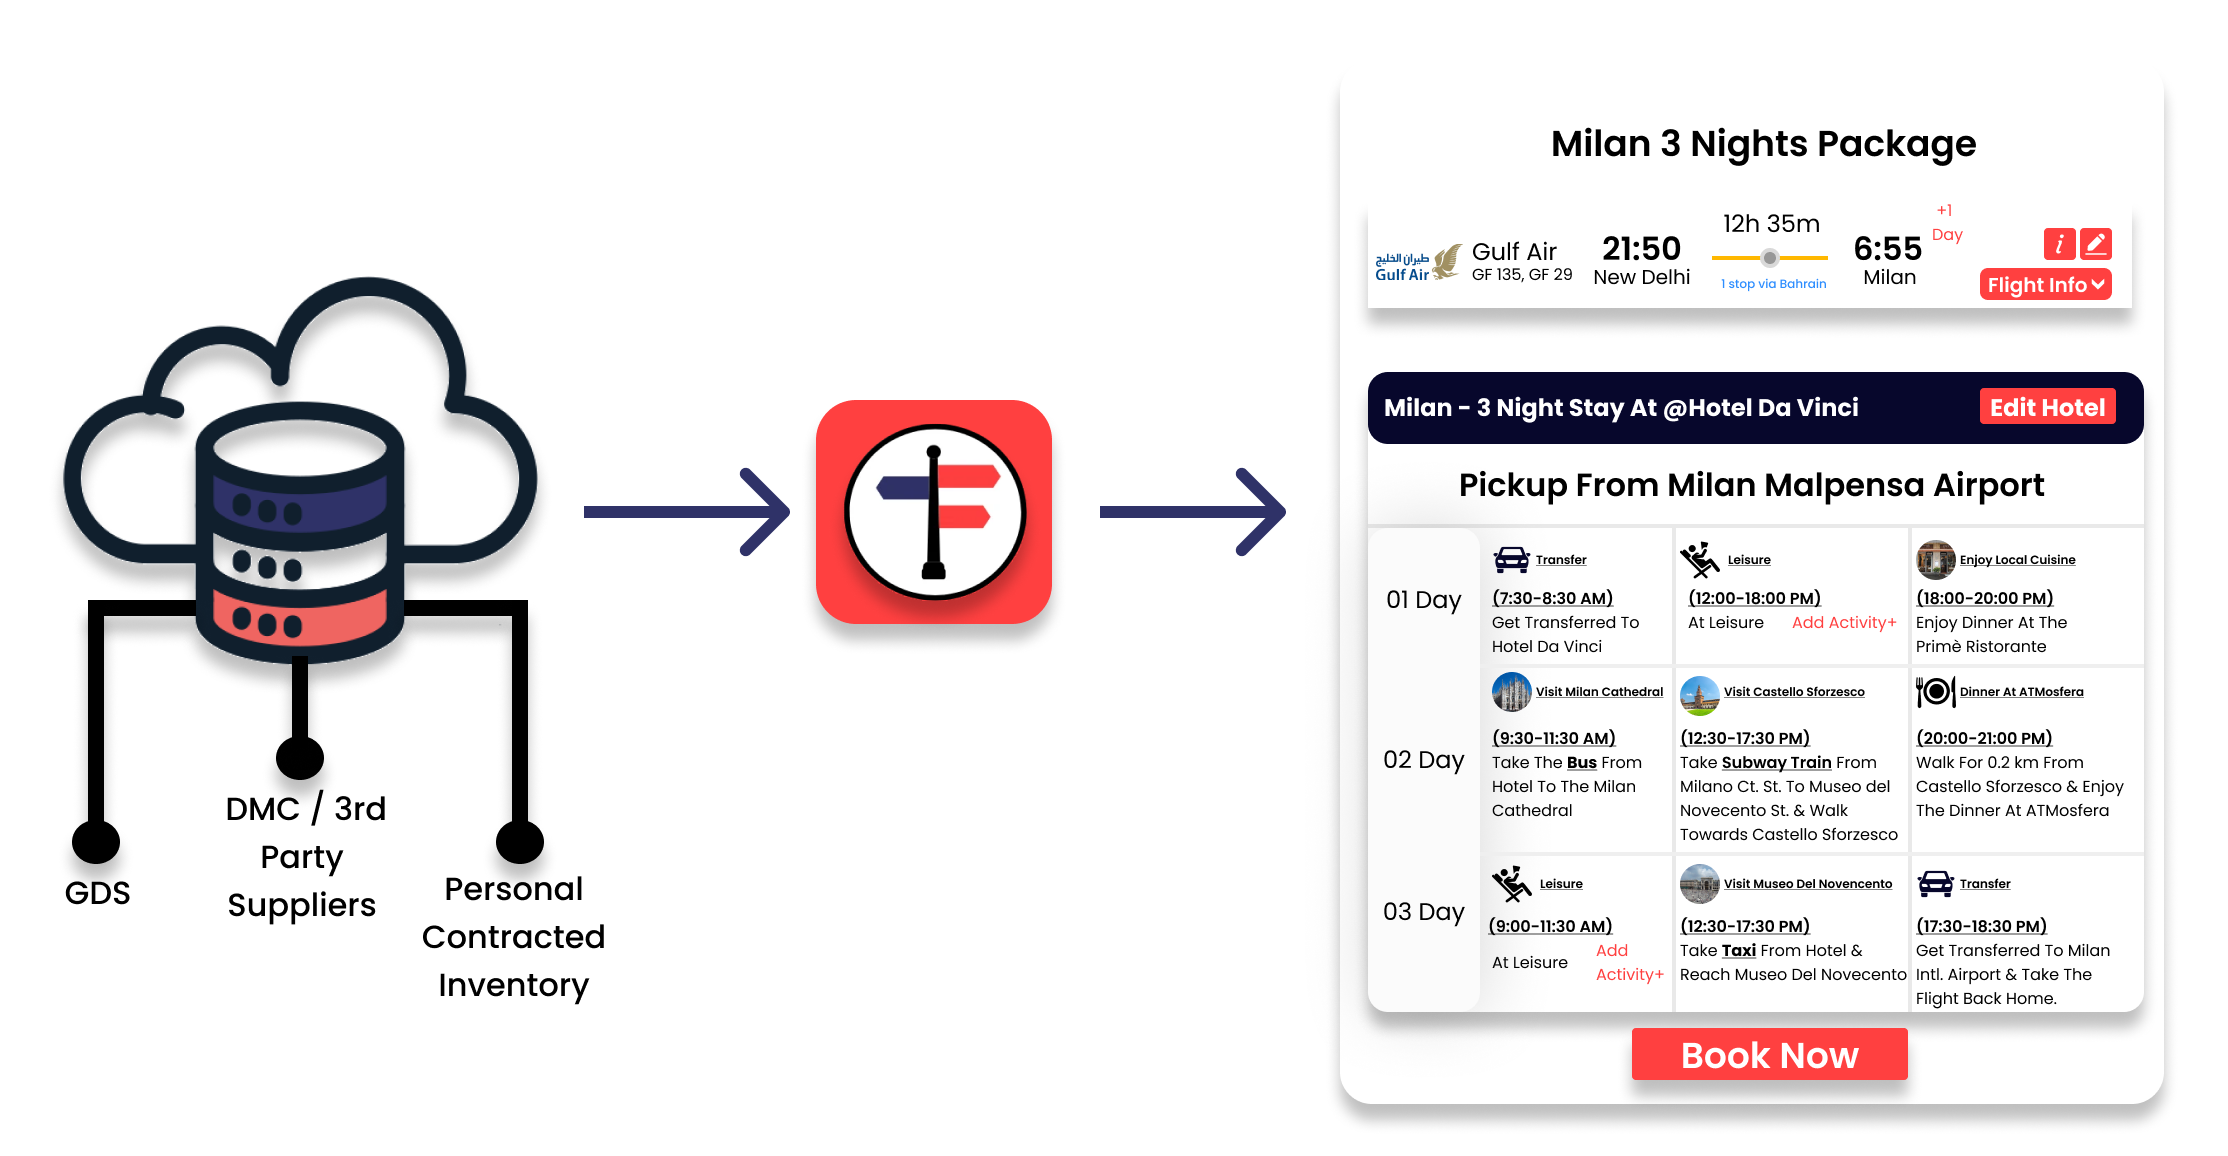 GDS
DMC / 3rd
Party
Suppliers
Personal
Contracted
Inventory
Milan 3 Nights Package
طيران الخليج
Gulf Air
Gulf Air
GF 135, GF 29
21:50
New Delhi
12h 35m
1 stop via Bahrain
6:55
Milan
+1
Day
i
Flight Info
Milan - 3 Night Stay At @Hotel Da Vinci
Edit Hotel
Pickup From Milan Malpensa Airport
01 Day
Transfer
(7:30-8:30 AM)
Get Transferred To
Hotel Da Vinci
Leisure
(12:00-18:00 PM)
At Leisure Add Activity+
Enjoy Local Cuisine
(18:00-20:00 PM)
Enjoy Dinner At The
Primè Ristorante
02 Day
Visit Milan Cathedral
(9:30-11:30 AM)
Take The Bus From
Hotel To The Milan
Cathedral
Visit Castello Sforzesco
(12:30-17:30 PM)
Take Subway Train From
Milano Ct. St. To Museo del
Novecento St. & Walk
Towards Castello Sforzesco
Dinner At ATMosfera
(20:00-21:00 PM)
Walk For 0.2 km From
Castello Sforzesco & Enjoy
The Dinner At ATMosfera
03 Day
Leisure
(9:00-11:30 AM)
At Leisure
Add
Activity+
Visit Museo Del Novencento
(12:30-17:30 PM)
Take Taxi From Hotel &
Reach Museo Del Novecento
Transfer
(17:30-18:30 PM)
Get Transferred To Milan
Intl. Airport & Take The
Flight Back Home.
Book Now